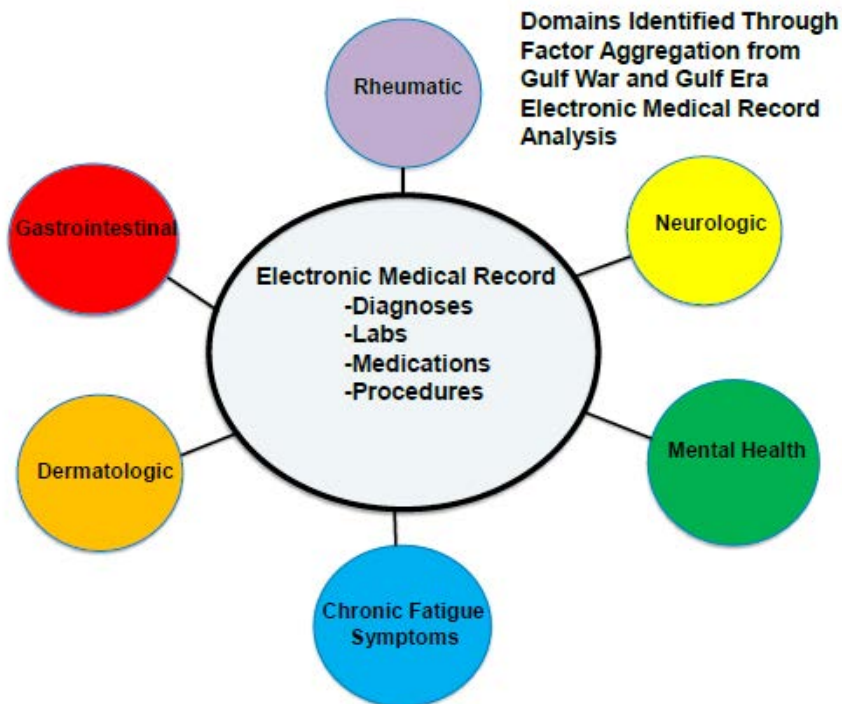 Domains Identified Through
Factor Aggregation from
Gulf War and Gulf Era
Electronic Medical Record
Analysis
Rheumatic
Gastrointestinal
Neurologic
Electronic Medical Record
-Diagnoses
-Labs
-Medications
-Procedures
Dermatologic
Mental Health
Chronic Fatigue
Symptoms